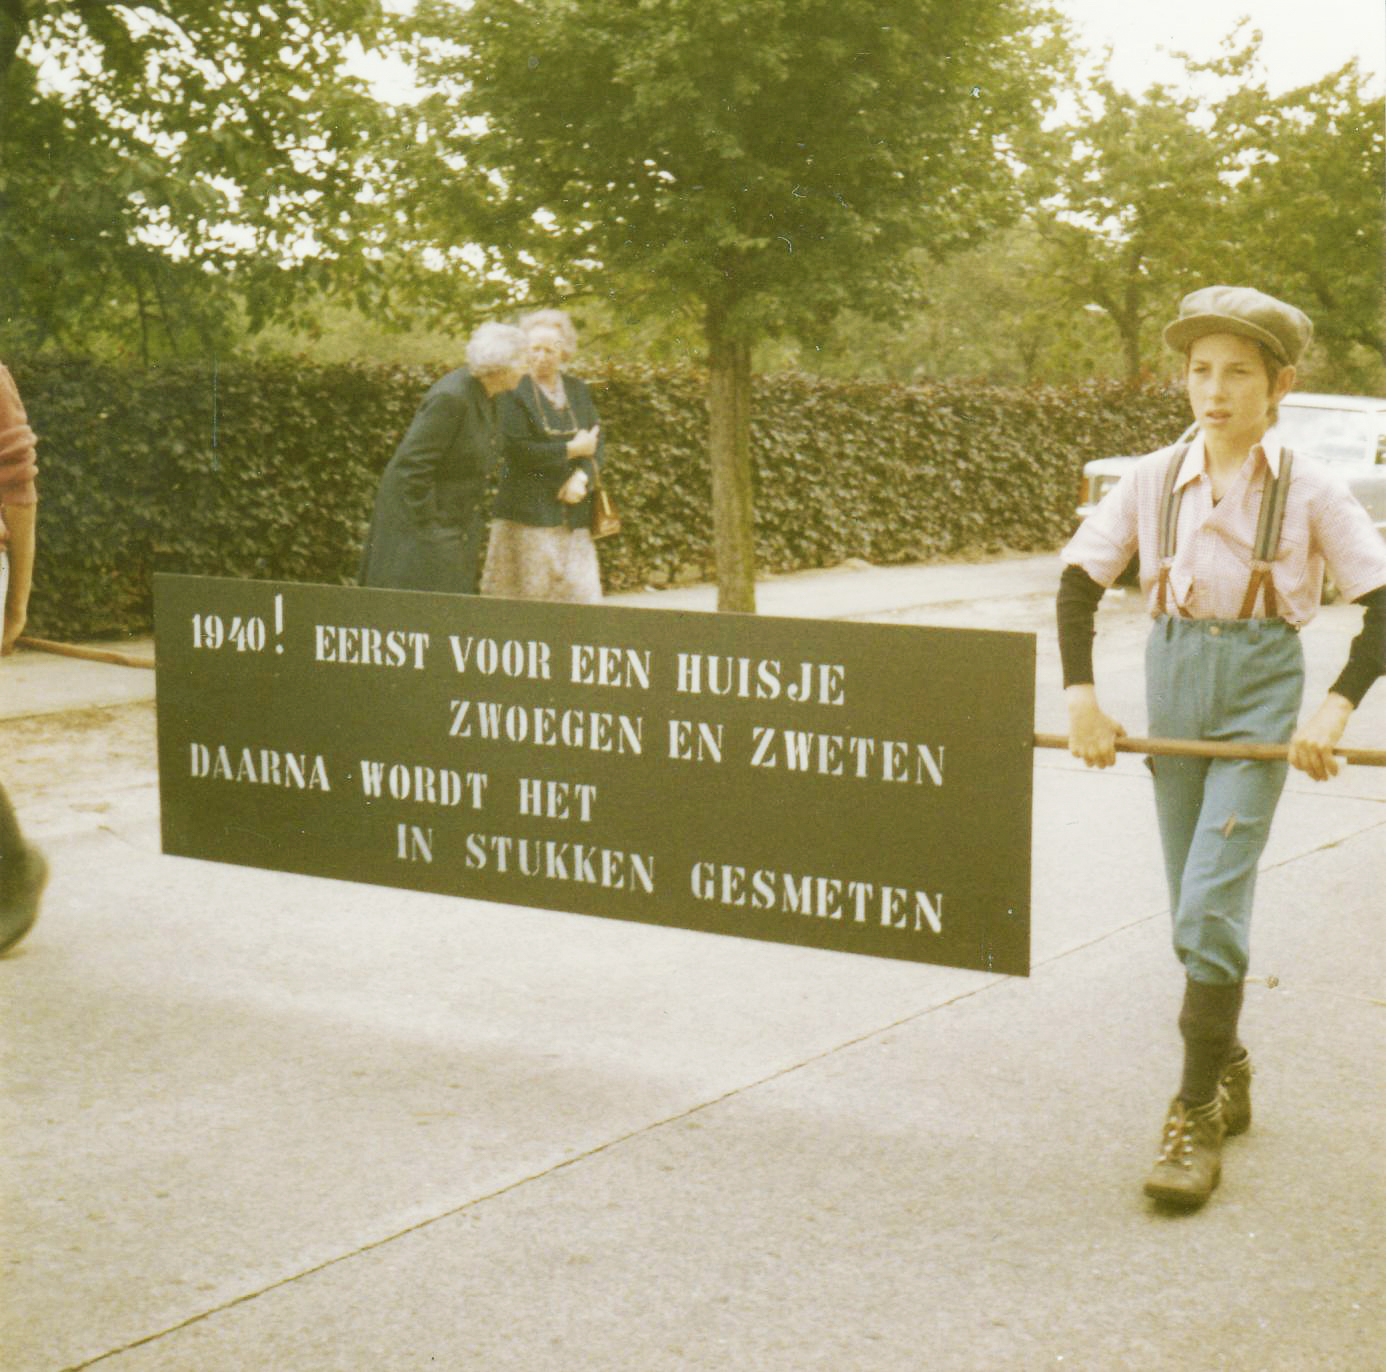 1940! EERST VOOR EEN HUISJE
ZWOEGEN EN ZWETEN
DAARNA WORDT HET
IN STUKKEN GESMETEN